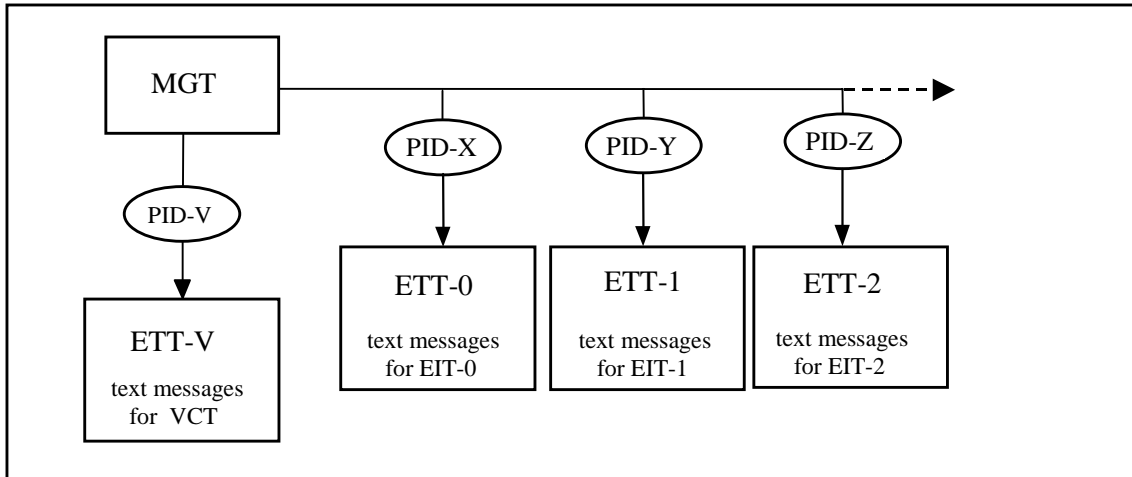 MGT
PID-X
PID-Y
PID-Z
PID-V
ETT-0
text messages
for EIT-0
ETT-1
text messages
for EIT-1
ETT-2
text messages
for EIT-2
ETT-V
text messages
for VCT